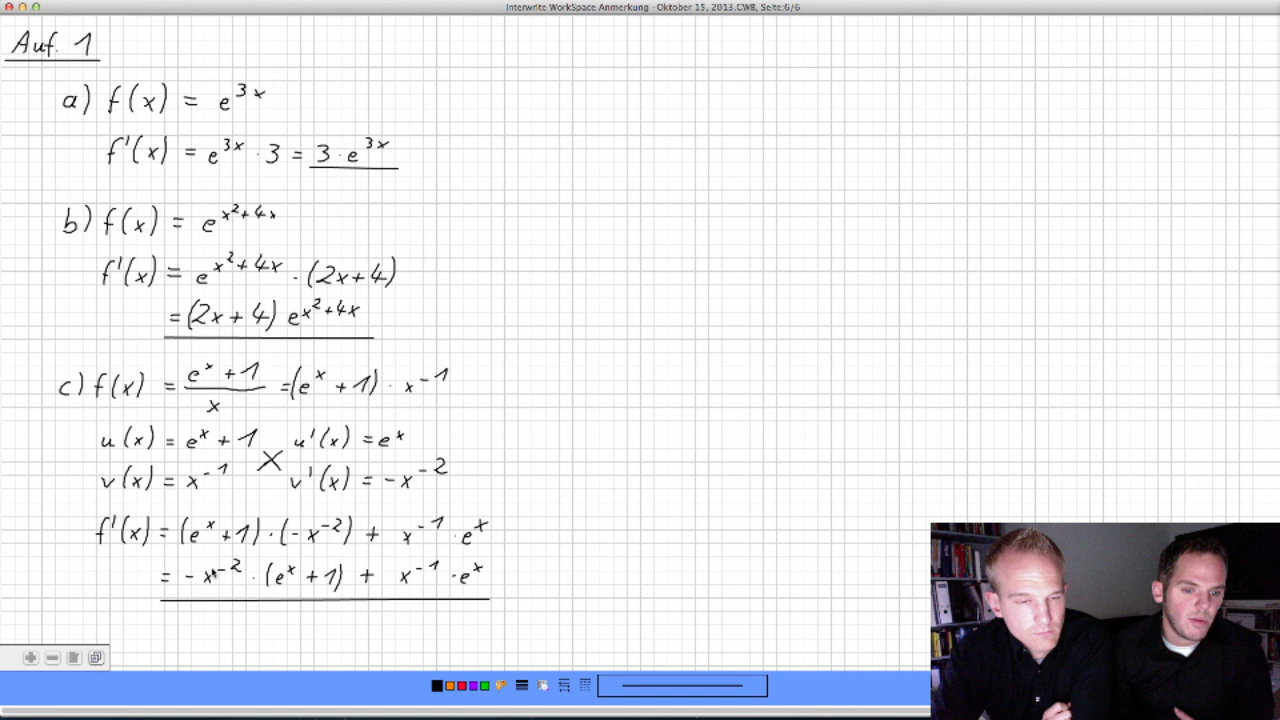 Interwrite WorkSpace Anmerkung - Oktober 15, 2013.CWB, Seite:6/6
Auf. 1
a) f(x) = e^{3x}
f'(x) = e^{3x} · 3 = 3 · e^{3x}
b) f(x) = e^{x²+4x}
f'(x) = e^{x²+4x} · (2x+4)
= (2x+4) e^{x²+4x}
c) f(x) = \frac{e^x+1}{x} = (e^x+1) · x^{-1}
u(x) = e^x+1 u'(x) = e^x
v(x) = x^{-1} v'(x) = -x^{-2}
f'(x) = (e^x+1) · (-x^{-2}) + x^{-1} · e^x
= -x^{-2} · (e^x+1) + x^{-1} · e^x